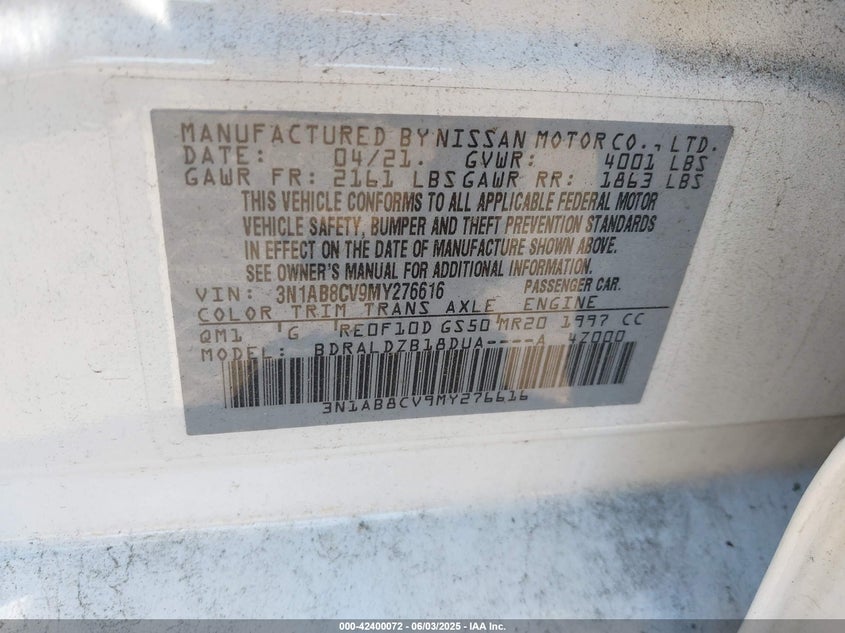 MANUFACTURED BY NISSAN MOTOR CO., LTD.
DATE: 04/21. GVWR: 4001 LBS
GAWR FR: 2161 LBS GAWR RR: 1863 LBS
THIS VEHICLE CONFORMS TO ALL APPLICABLE FEDERAL MOTOR
VEHICLE SAFETY, BUMPER AND THEFT PREVENTION STANDARDS
IN EFFECT ON THE DATE OF MANUFACTURE SHOWN ABOVE.
SEE OWNER'S MANUAL FOR ADDITIONAL INFORMATION.
VIN: 3N1AB8CV9MY276616 PASSENGER CAR.
COLOR TRIM TRANS AXLE ENGINE
QM1 'G 'RE0F10D GS50'MR20 1997 CC
MODEL: BDRALDZB18DUA----A 4Z000
3N1AB8CV9MY276616
000-42400072 - 06/03/2025 - IAA Inc.